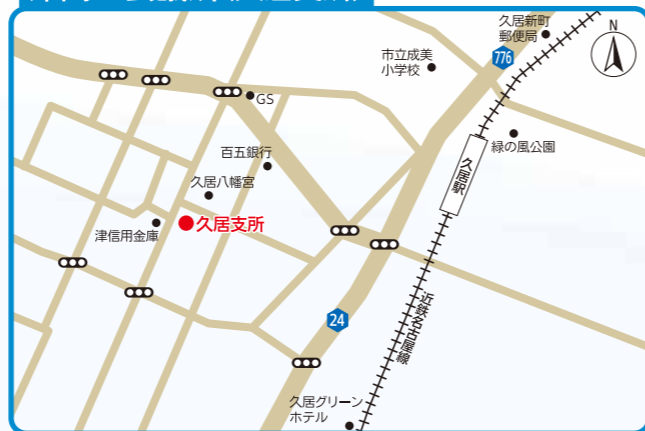 久居新町
郵便局
N
776
市立成美
小学校
GS
緑の風公園
百五銀行
久居駅
久居八幡宮
久居支所
津信用金庫
近鉄名古屋線
24
久居グリーン
ホテル